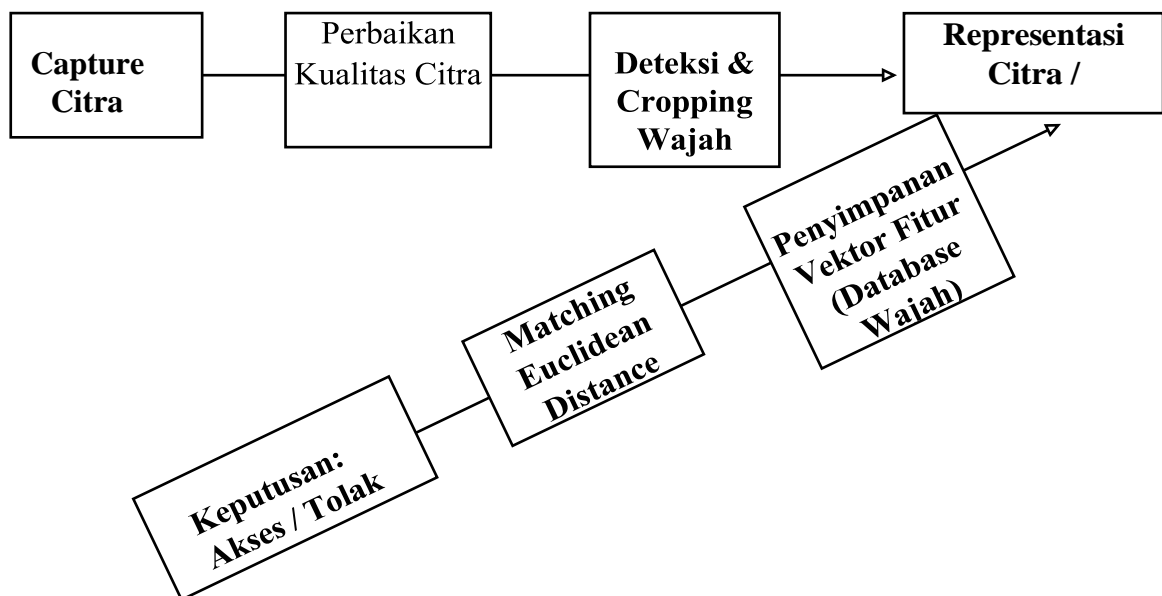 Capture
Citra
Perbaikan
Kualitas Citra
Deteksi &
Cropping
Wajah
Representasi
Citra /
Penyimpanan
Vektor Fitur
(Database
Wajah)
Matching
Euclidean
Distance
Keputusan:
Akses / Tolak